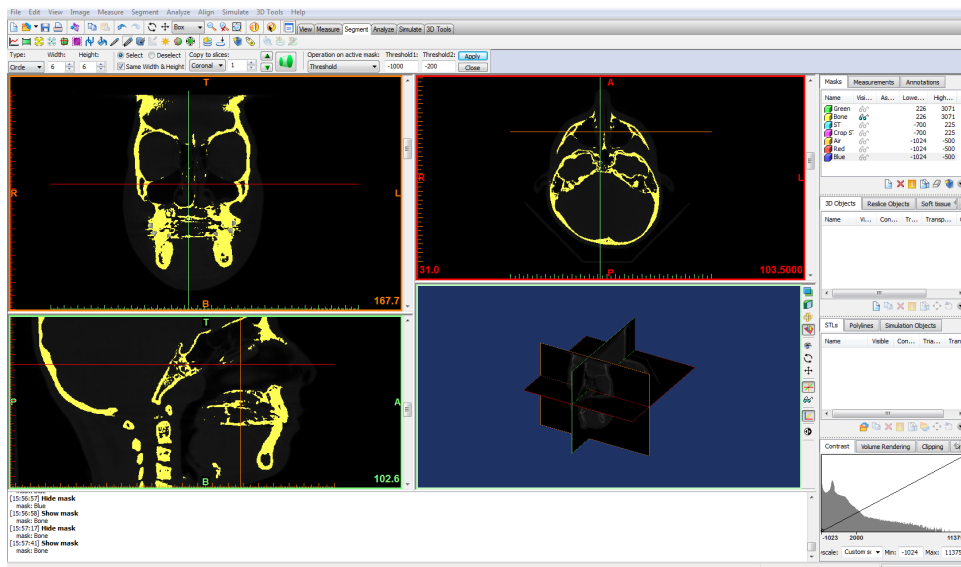 File Edit View Image Measure Segment Analyze Align Simulate 3D Tools Help
Box View Measure Segment Analyze Simulate 3D Tools
Type: Width: Height: Select Deselect Copy to slices: Operation on active mask: Threshold1: Threshold2: Apply
Circle 6 6 Same Width & Height Coronal 1 Threshold -1000 -200 Close
T
R
L
B
167.7
A
L
P
31.0
103.5000
T
P
A
B
102.6
Masks Measurements Annotations
Name Visi... As... Lowe... High...
Green 226 3071
Bone 226 3071
ST -700 225
Crop S -700 225
Air -1024 -500
Red -1024 -500
Blue -1024 -500
3D Objects Reslice Objects Soft tissue
Name Vi... Con... Tr... Transp...
STLs Polylines Simulation Objects
Name Visible Con... Tria... Tran
Contrast Volume Rendering Clipping
-1023 2000 11375
scale: Custom sc Min: -1024 Max: 11375
mask: Blue
[15:56:57] Hide mask
mask: Blue
[15:56:58] Show mask
mask: Bone
[15:57:17] Hide mask
mask: Bone
[15:57:41] Show mask
mask: Bone